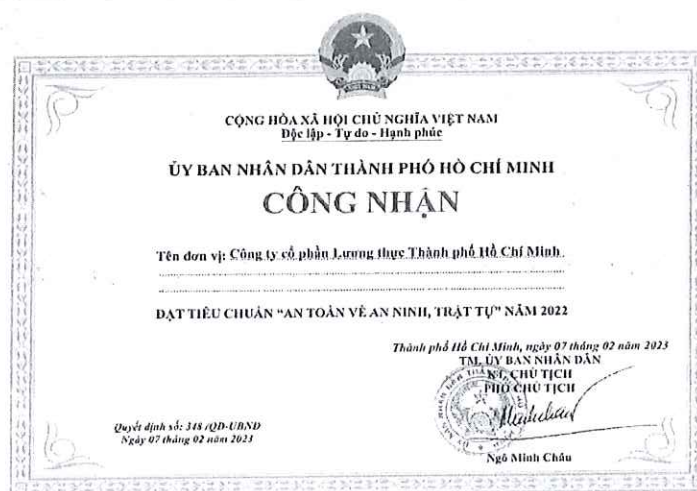 CỘNG HÒA XÃ HỘI CHỦ NGHĨA VIỆT NAM
Độc lập - Tự do - Hạnh phúc
ỦY BAN NHÂN DÂN THÀNH PHỐ HỒ CHÍ MINH
CÔNG NHẬN
Tên đơn vị: Công ty cổ phần Lương thực Thành phố Hồ Chí Minh
ĐẠT TIÊU CHUẨN “AN TOÀN VỀ AN NINH, TRẬT TỰ” NĂM 2022
Thành phố Hồ Chí Minh, ngày 07 tháng 02 năm 2023
TM. ỦY BAN NHÂN DÂN
KT. CHỦ TỊCH
PHÓ CHỦ TỊCH
Quyết định số: 348 /QĐ-UBND
Ngày 07 tháng 02 năm 2023
Ngô Minh Châu